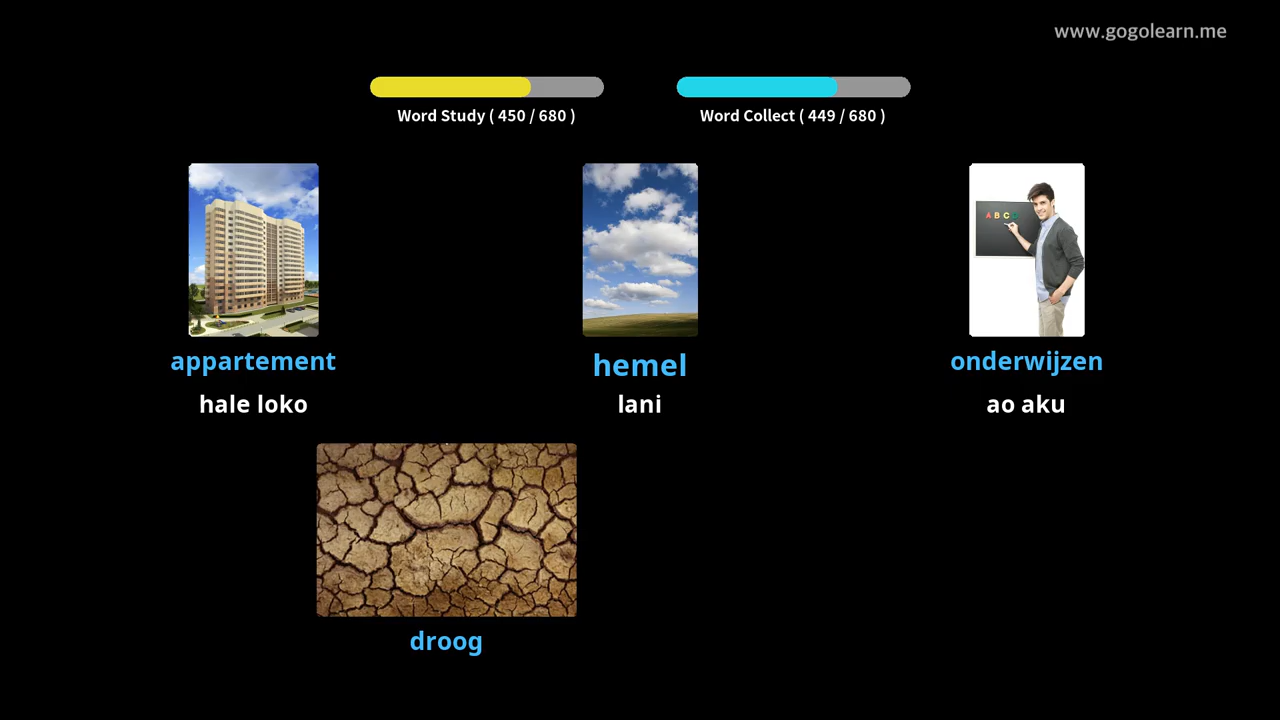 www.gogolearn.me
Word Study ( 450 / 680 )
Word Collect ( 449 / 680 )
A B C
appartement
hemel
onderwijzen
hale loko
lani
ao aku
droog